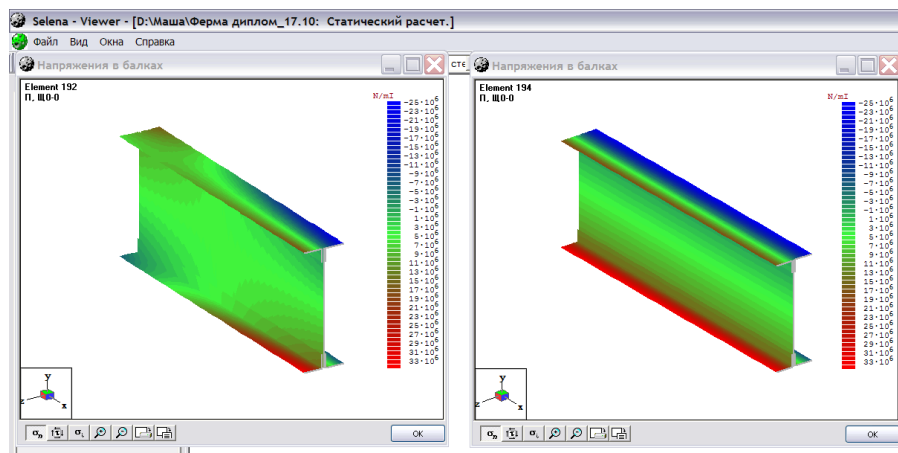 Selena - Viewer - [D:\Маша\Ферма диплом_17.10: Статический расчет.]
Файл Вид Окна Справка
Напряжения в балках
Element 192
П, Щ0-0
N/mI
-25·10⁶
-23·10⁶
-21·10⁶
-19·10⁶
-17·10⁶
-15·10⁶
-13·10⁶
-11·10⁶
-9·10⁶
-7·10⁶
-5·10⁶
-3·10⁶
-1·10⁶
1·10⁶
3·10⁶
5·10⁶
7·10⁶
9·10⁶
11·10⁶
13·10⁶
15·10⁶
17·10⁶
19·10⁶
21·10⁶
23·10⁶
25·10⁶
27·10⁶
29·10⁶
31·10⁶
33·10⁶
y
z
x
σn
σi
OK
сте
Напряжения в балках
Element 194
П, Щ0-0
N/mI
-25·10⁶
-23·10⁶
-21·10⁶
-19·10⁶
-17·10⁶
-15·10⁶
-13·10⁶
-11·10⁶
-9·10⁶
-7·10⁶
-5·10⁶
-3·10⁶
-1·10⁶
1·10⁶
3·10⁶
5·10⁶
7·10⁶
9·10⁶
11·10⁶
13·10⁶
15·10⁶
17·10⁶
19·10⁶
21·10⁶
23·10⁶
25·10⁶
27·10⁶
29·10⁶
31·10⁶
33·10⁶
y
z
x
σn
σi
OK